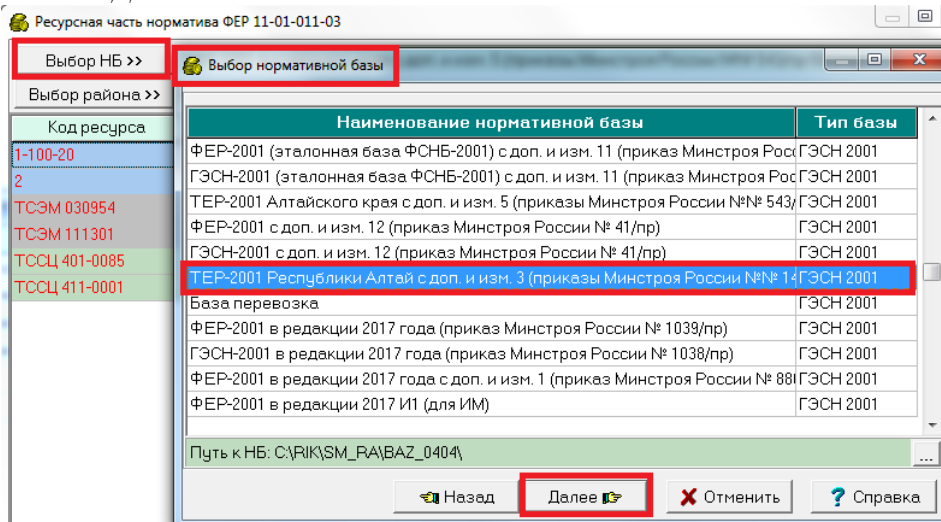 Ресурсная часть норматива ФЕР 11-01-011-03
Выбор НБ >>
Выбор района >>
Код ресурса
1-100-20
2
ТСЭМ 030954
ТСЭМ 111301
ТССЦ 401-0085
ТССЦ 411-0001
Выбор нормативной базы
Наименование нормативной базы Тип базы
ФЕР-2001 (эталонная база ФСНБ-2001) с доп. и изм. 11 (приказ Минстроя Росс ГЭСН 2001
ГЭСН-2001 (эталонная база ФСНБ-2001) с доп. и изм. 11 (приказ Минстроя Рос ГЭСН 2001
ТЕР-2001 Алтайского края с доп. и изм. 5 (приказы Минстроя России №№ 543/ ГЭСН 2001
ФЕР-2001 с доп. и изм. 12 (приказ Минстроя России № 41/пр) ГЭСН 2001
ГЭСН-2001 с доп. и изм. 12 (приказ Минстроя России № 41/пр) ГЭСН 2001
ТЕР-2001 Республики Алтай с доп. и изм. 3 (приказы Минстроя России №№ 14 ГЭСН 2001
База перевозка ГЭСН 2001
ФЕР-2001 в редакции 2017 года (приказ Минстроя России № 1039/пр) ГЭСН 2001
ГЭСН-2001 в редакции 2017 года (приказ Минстроя России № 1038/пр) ГЭСН 2001
ФЕР-2001 в редакции 2017 года с доп. и изм. 1 (приказ Минстроя России № 88 ГЭСН 2001
ФЕР-2001 в редакции 2017 И1 (для ИМ) ГЭСН 2001
Путь к НБ: C:\RIK\SM_RA\BAZ_0404\ ...
Назад Далее Отменить Справка